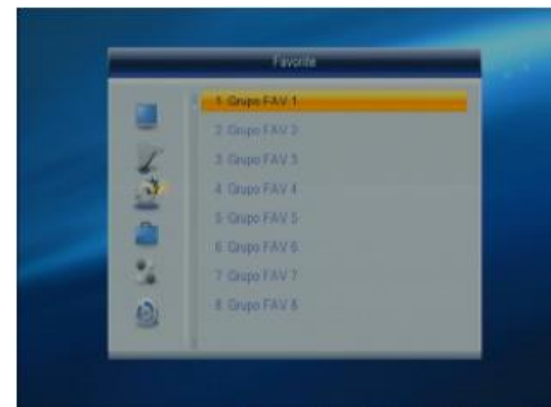 Favorite
1 Grupo FAV 1
2 Grupo FAV 2
3 Grupo FAV 3
4 Grupo FAV 4
5 Grupo FAV 5
6 Grupo FAV 6
7 Grupo FAV 7
8 Grupo FAV 8